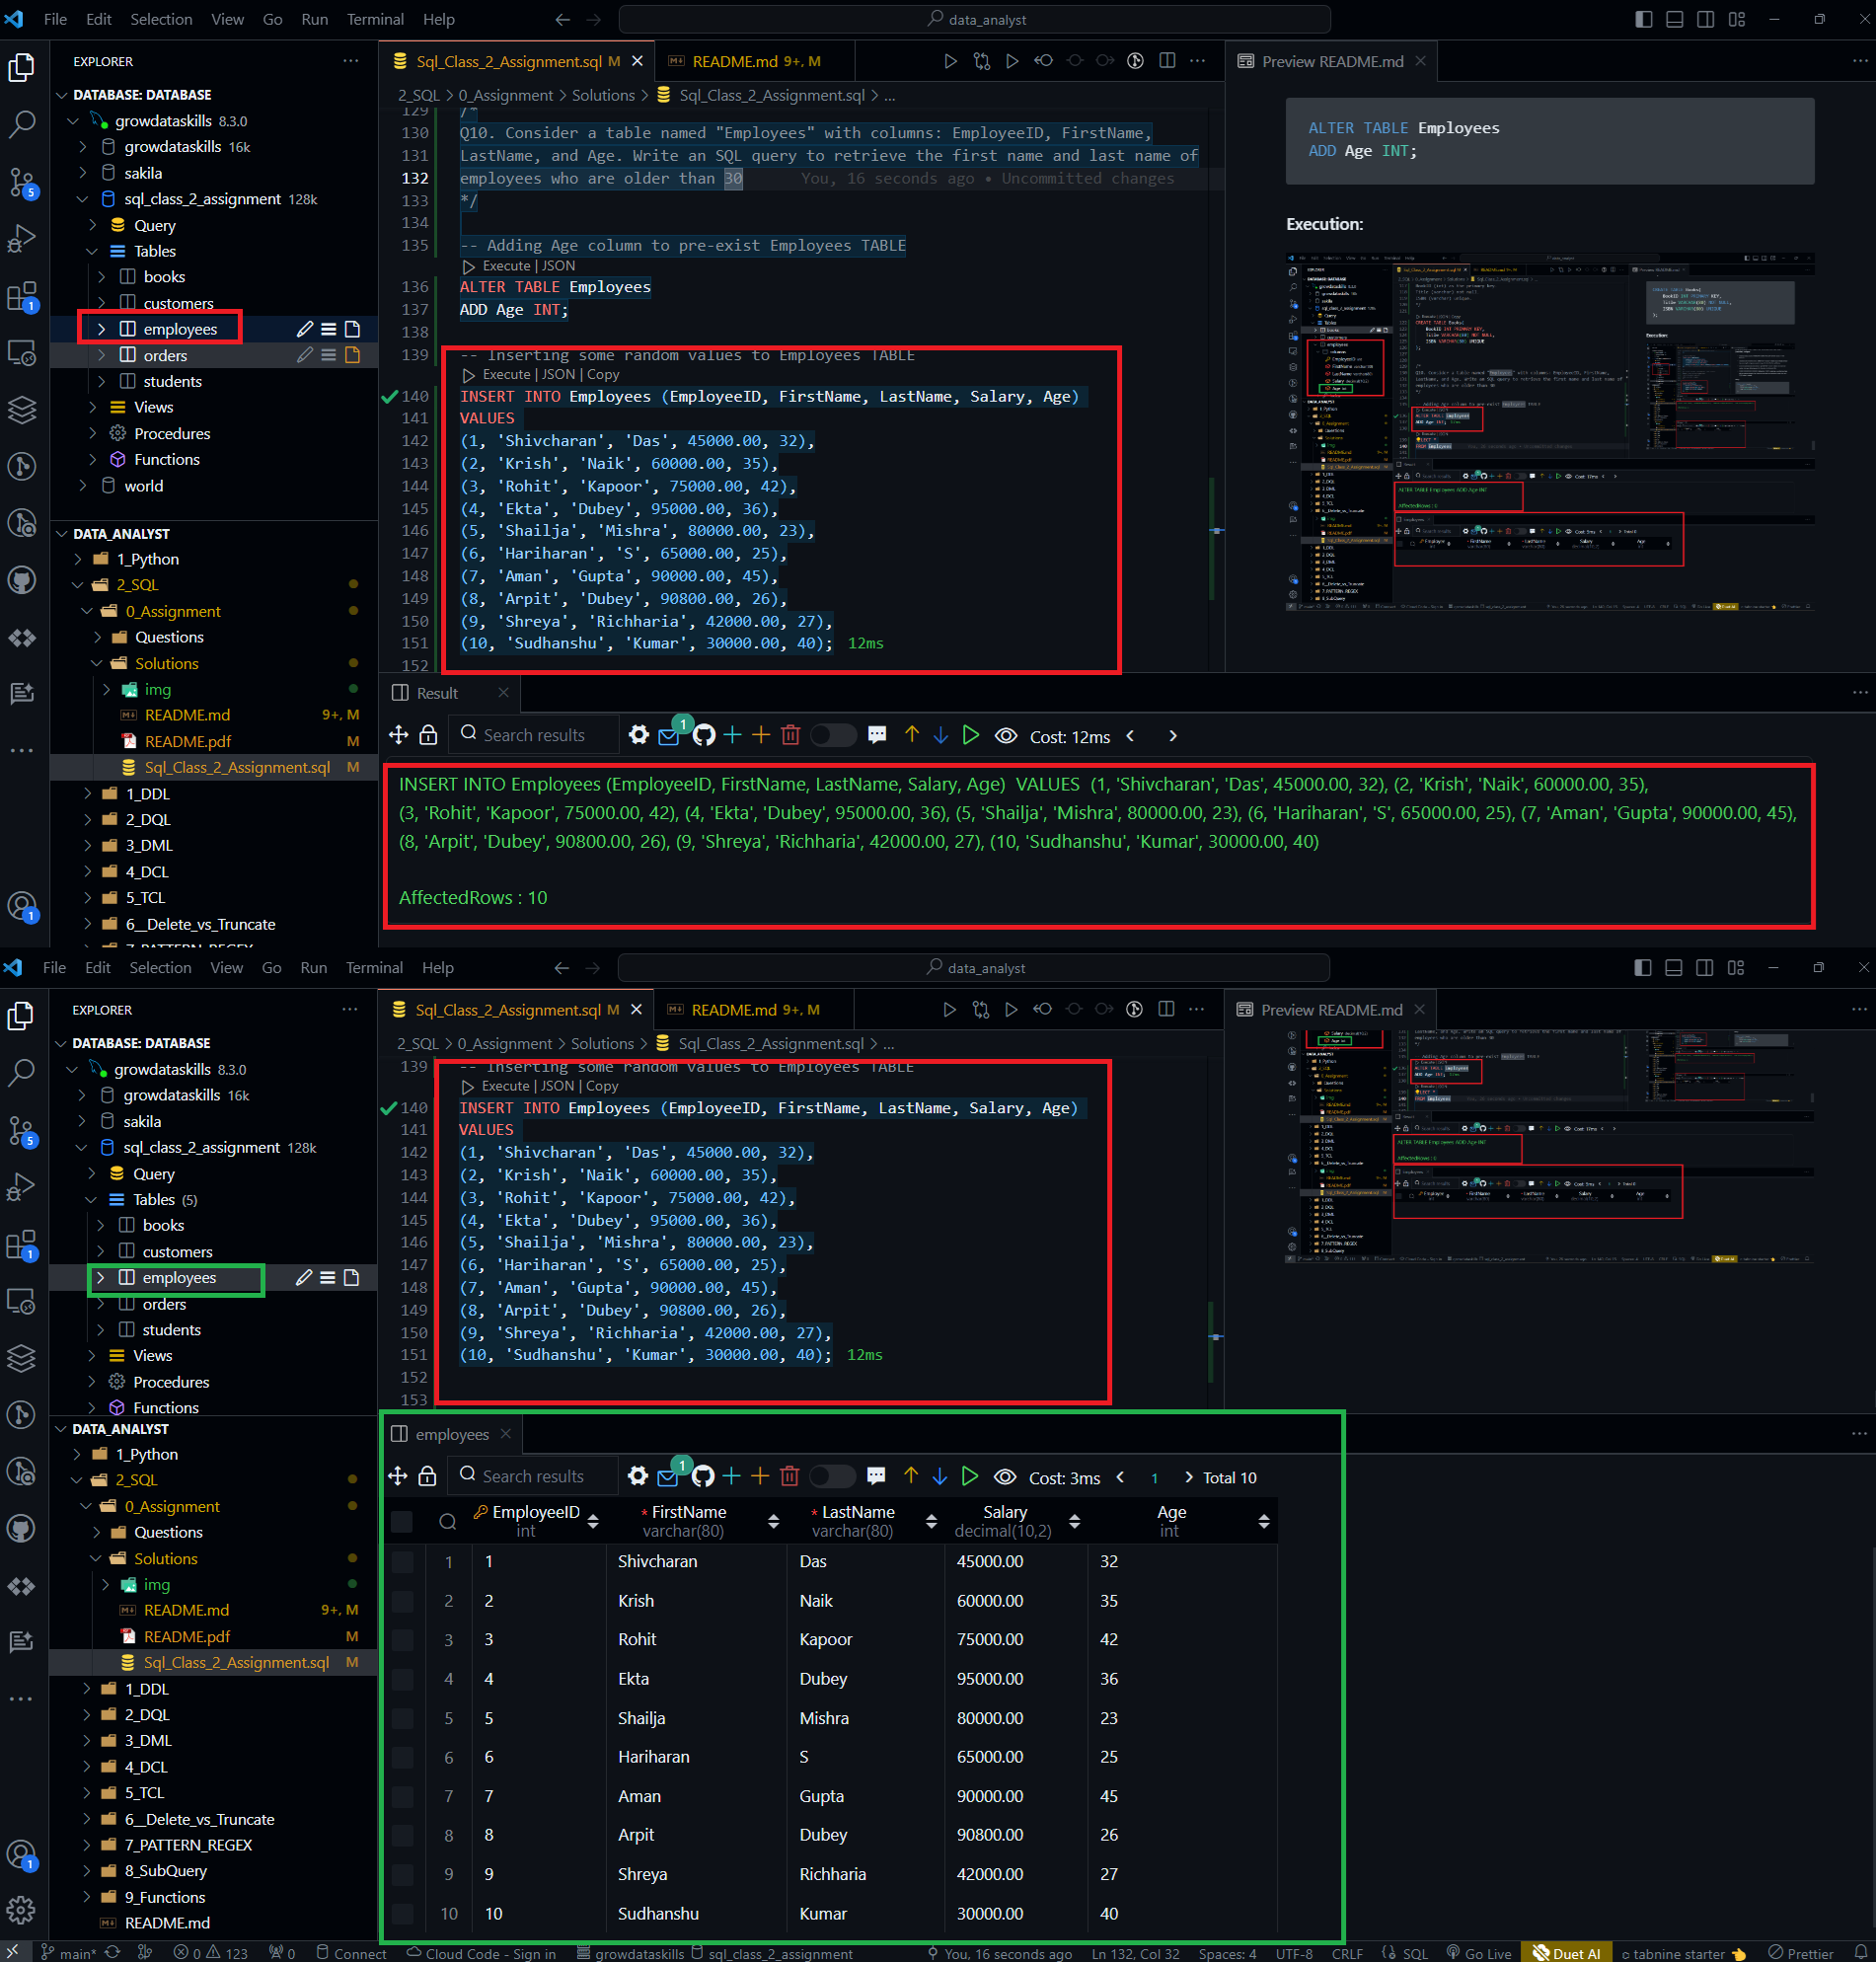 File Edit Selection View Go Run Terminal Help
data_analyst
EXPLORER
DATABASE: DATABASE
growdataskills 8.3.0
growdataskills 16k
sakila
sql_class_2_assignment 128k
Query
Tables
books
customers
employees
orders
students
Views
Procedures
Functions
world
DATA_ANALYST
1_Python
2_SQL
0_Assignment
Questions
Solutions
img
README.md 9+, M
README.pdf M
Sql_Class_2_Assignment.sql M
1_DDL
2_DQL
3_DML
4_DCL
5_TCL
6__Delete_vs_Truncate
7_PATTERN_REGEX
5
1
1
Sql_Class_2_Assignment.sql M
README.md 9+, M
2_SQL > 0_Assignment > Solutions > Sql_Class_2_Assignment.sql > ...
129 /*
130 Q10. Consider a table named "Employees" with columns: EmployeeID, FirstName,
131 LastName, and Age. Write an SQL query to retrieve the first name and last name of
132 employees who are older than 30 You, 16 seconds ago • Uncommitted changes
133 */
134
135 -- Adding Age column to pre-exist Employees TABLE
Execute | JSON
136 ALTER TABLE Employees
137 ADD Age INT;
138
139 -- Inserting some random values to Employees TABLE
Execute | JSON | Copy
140 INSERT INTO Employees (EmployeeID, FirstName, LastName, Salary, Age)
141 VALUES
142 (1, 'Shivcharan', 'Das', 45000.00, 32),
143 (2, 'Krish', 'Naik', 60000.00, 35),
144 (3, 'Rohit', 'Kapoor', 75000.00, 42),
145 (4, 'Ekta', 'Dubey', 95000.00, 36),
146 (5, 'Shailja', 'Mishra', 80000.00, 23),
147 (6, 'Hariharan', 'S', 65000.00, 25),
148 (7, 'Aman', 'Gupta', 90000.00, 45),
149 (8, 'Arpit', 'Dubey', 90800.00, 26),
150 (9, 'Shreya', 'Richharia', 42000.00, 27),
151 (10, 'Sudhanshu', 'Kumar', 30000.00, 40); 12ms
152
Preview README.md
ALTER TABLE Employees
ADD Age INT;
Execution:
Result
Search results
1
Cost: 12ms
INSERT INTO Employees (EmployeeID, FirstName, LastName, Salary, Age) VALUES (1, 'Shivcharan', 'Das', 45000.00, 32), (2, 'Krish', 'Naik', 60000.00, 35),
(3, 'Rohit', 'Kapoor', 75000.00, 42), (4, 'Ekta', 'Dubey', 95000.00, 36), (5, 'Shailja', 'Mishra', 80000.00, 23), (6, 'Hariharan', 'S', 65000.00, 25), (7, 'Aman', 'Gupta', 90000.00, 45),
(8, 'Arpit', 'Dubey', 90800.00, 26), (9, 'Shreya', 'Richharia', 42000.00, 27), (10, 'Sudhanshu', 'Kumar', 30000.00, 40)
AffectedRows : 10
File Edit Selection View Go Run Terminal Help
data_analyst
EXPLORER
DATABASE: DATABASE
growdataskills 8.3.0
growdataskills 16k
sakila
sql_class_2_assignment 128k
Query
Tables (5)
books
customers
employees
orders
students
Views
Procedures
Functions
DATA_ANALYST
1_Python
2_SQL
0_Assignment
Questions
Solutions
img
README.md 9+, M
README.pdf M
Sql_Class_2_Assignment.sql M
1_DDL
2_DQL
3_DML
4_DCL
5_TCL
6__Delete_vs_Truncate
7_PATTERN_REGEX
8_SubQuery
9_Functions
README.md
5
1
1
Sql_Class_2_Assignment.sql M
README.md 9+, M
2_SQL > 0_Assignment > Solutions > Sql_Class_2_Assignment.sql > ...
139 -- Inserting some random values to Employees TABLE
Execute | JSON | Copy
140 INSERT INTO Employees (EmployeeID, FirstName, LastName, Salary, Age)
141 VALUES
142 (1, 'Shivcharan', 'Das', 45000.00, 32),
143 (2, 'Krish', 'Naik', 60000.00, 35),
144 (3, 'Rohit', 'Kapoor', 75000.00, 42),
145 (4, 'Ekta', 'Dubey', 95000.00, 36),
146 (5, 'Shailja', 'Mishra', 80000.00, 23),
147 (6, 'Hariharan', 'S', 65000.00, 25),
148 (7, 'Aman', 'Gupta', 90000.00, 45),
149 (8, 'Arpit', 'Dubey', 90800.00, 26),
150 (9, 'Shreya', 'Richharia', 42000.00, 27),
151 (10, 'Sudhanshu', 'Kumar', 30000.00, 40); 12ms
152
153
Preview README.md
employees
Search results
1
Cost: 3ms
1
Total 10
EmployeeID * FirstName * LastName Salary Age
int varchar(80) varchar(80) decimal(10,2) int
1 1 Shivcharan Das 45000.00 32
2 2 Krish Naik 60000.00 35
3 3 Rohit Kapoor 75000.00 42
4 4 Ekta Dubey 95000.00 36
5 5 Shailja Mishra 80000.00 23
6 6 Hariharan S 65000.00 25
7 7 Aman Gupta 90000.00 45
8 8 Arpit Dubey 90800.00 26
9 9 Shreya Richharia 42000.00 27
10 10 Sudhanshu Kumar 30000.00 40
main* 0 123 0 Connect Cloud Code - Sign in growdataskills sql_class_2_assignment You, 16 seconds ago Ln 132, Col 32 Spaces: 4 UTF-8 CRLF SQL Go Live Duet AI tabnine starter Prettier